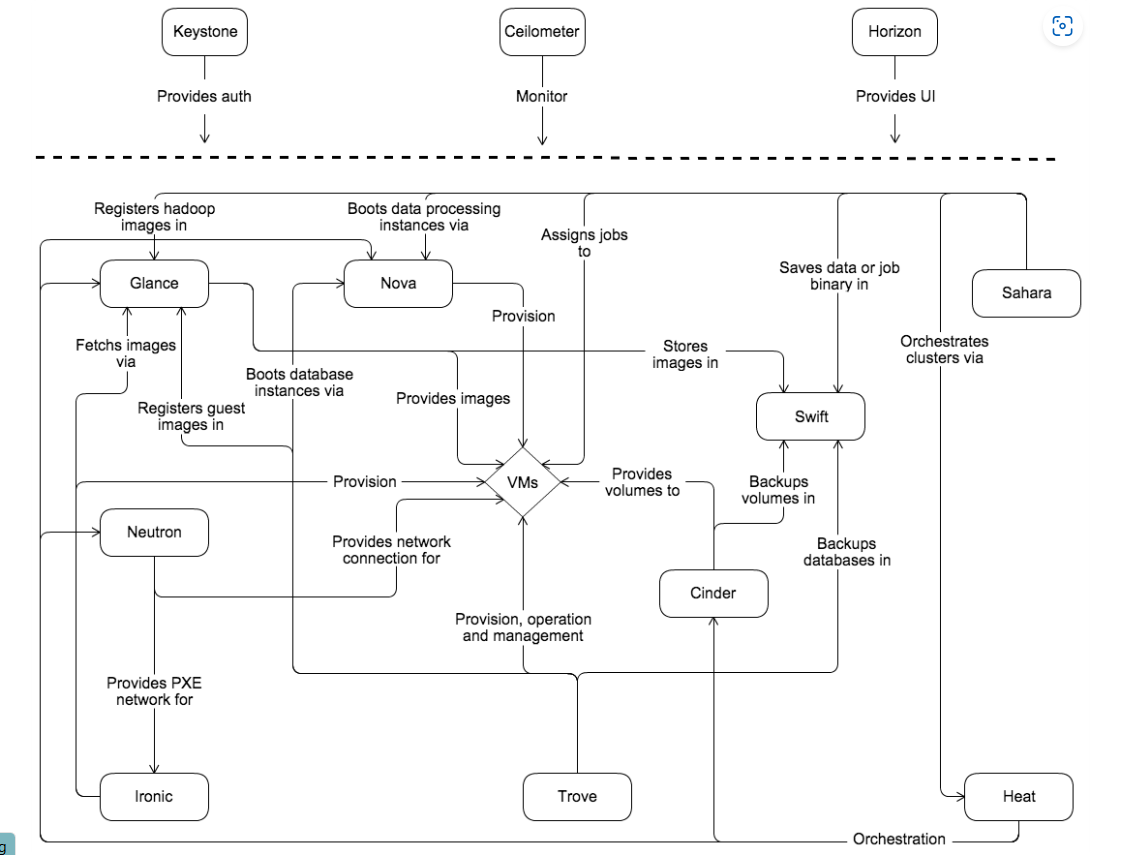 Keystone
Ceilometer
Horizon
Provides auth
Monitor
Provides UI
Registers hadoop
images in
Boots data processing
instances via
Assigns jobs
to
Saves data or job
binary in
Glance
Nova
Sahara
Provision
Orchestrates
clusters via
Fetchs images
via
Stores
images in
Boots database
instances via
Provides images
Registers guest
images in
Swift
Provision
VMs
Provides
volumes to
Backups
volumes in
Neutron
Provides network
connection for
Backups
databases in
Cinder
Provision, operation
and management
Provides PXE
network for
Ironic
Trove
Heat
Orchestration
g